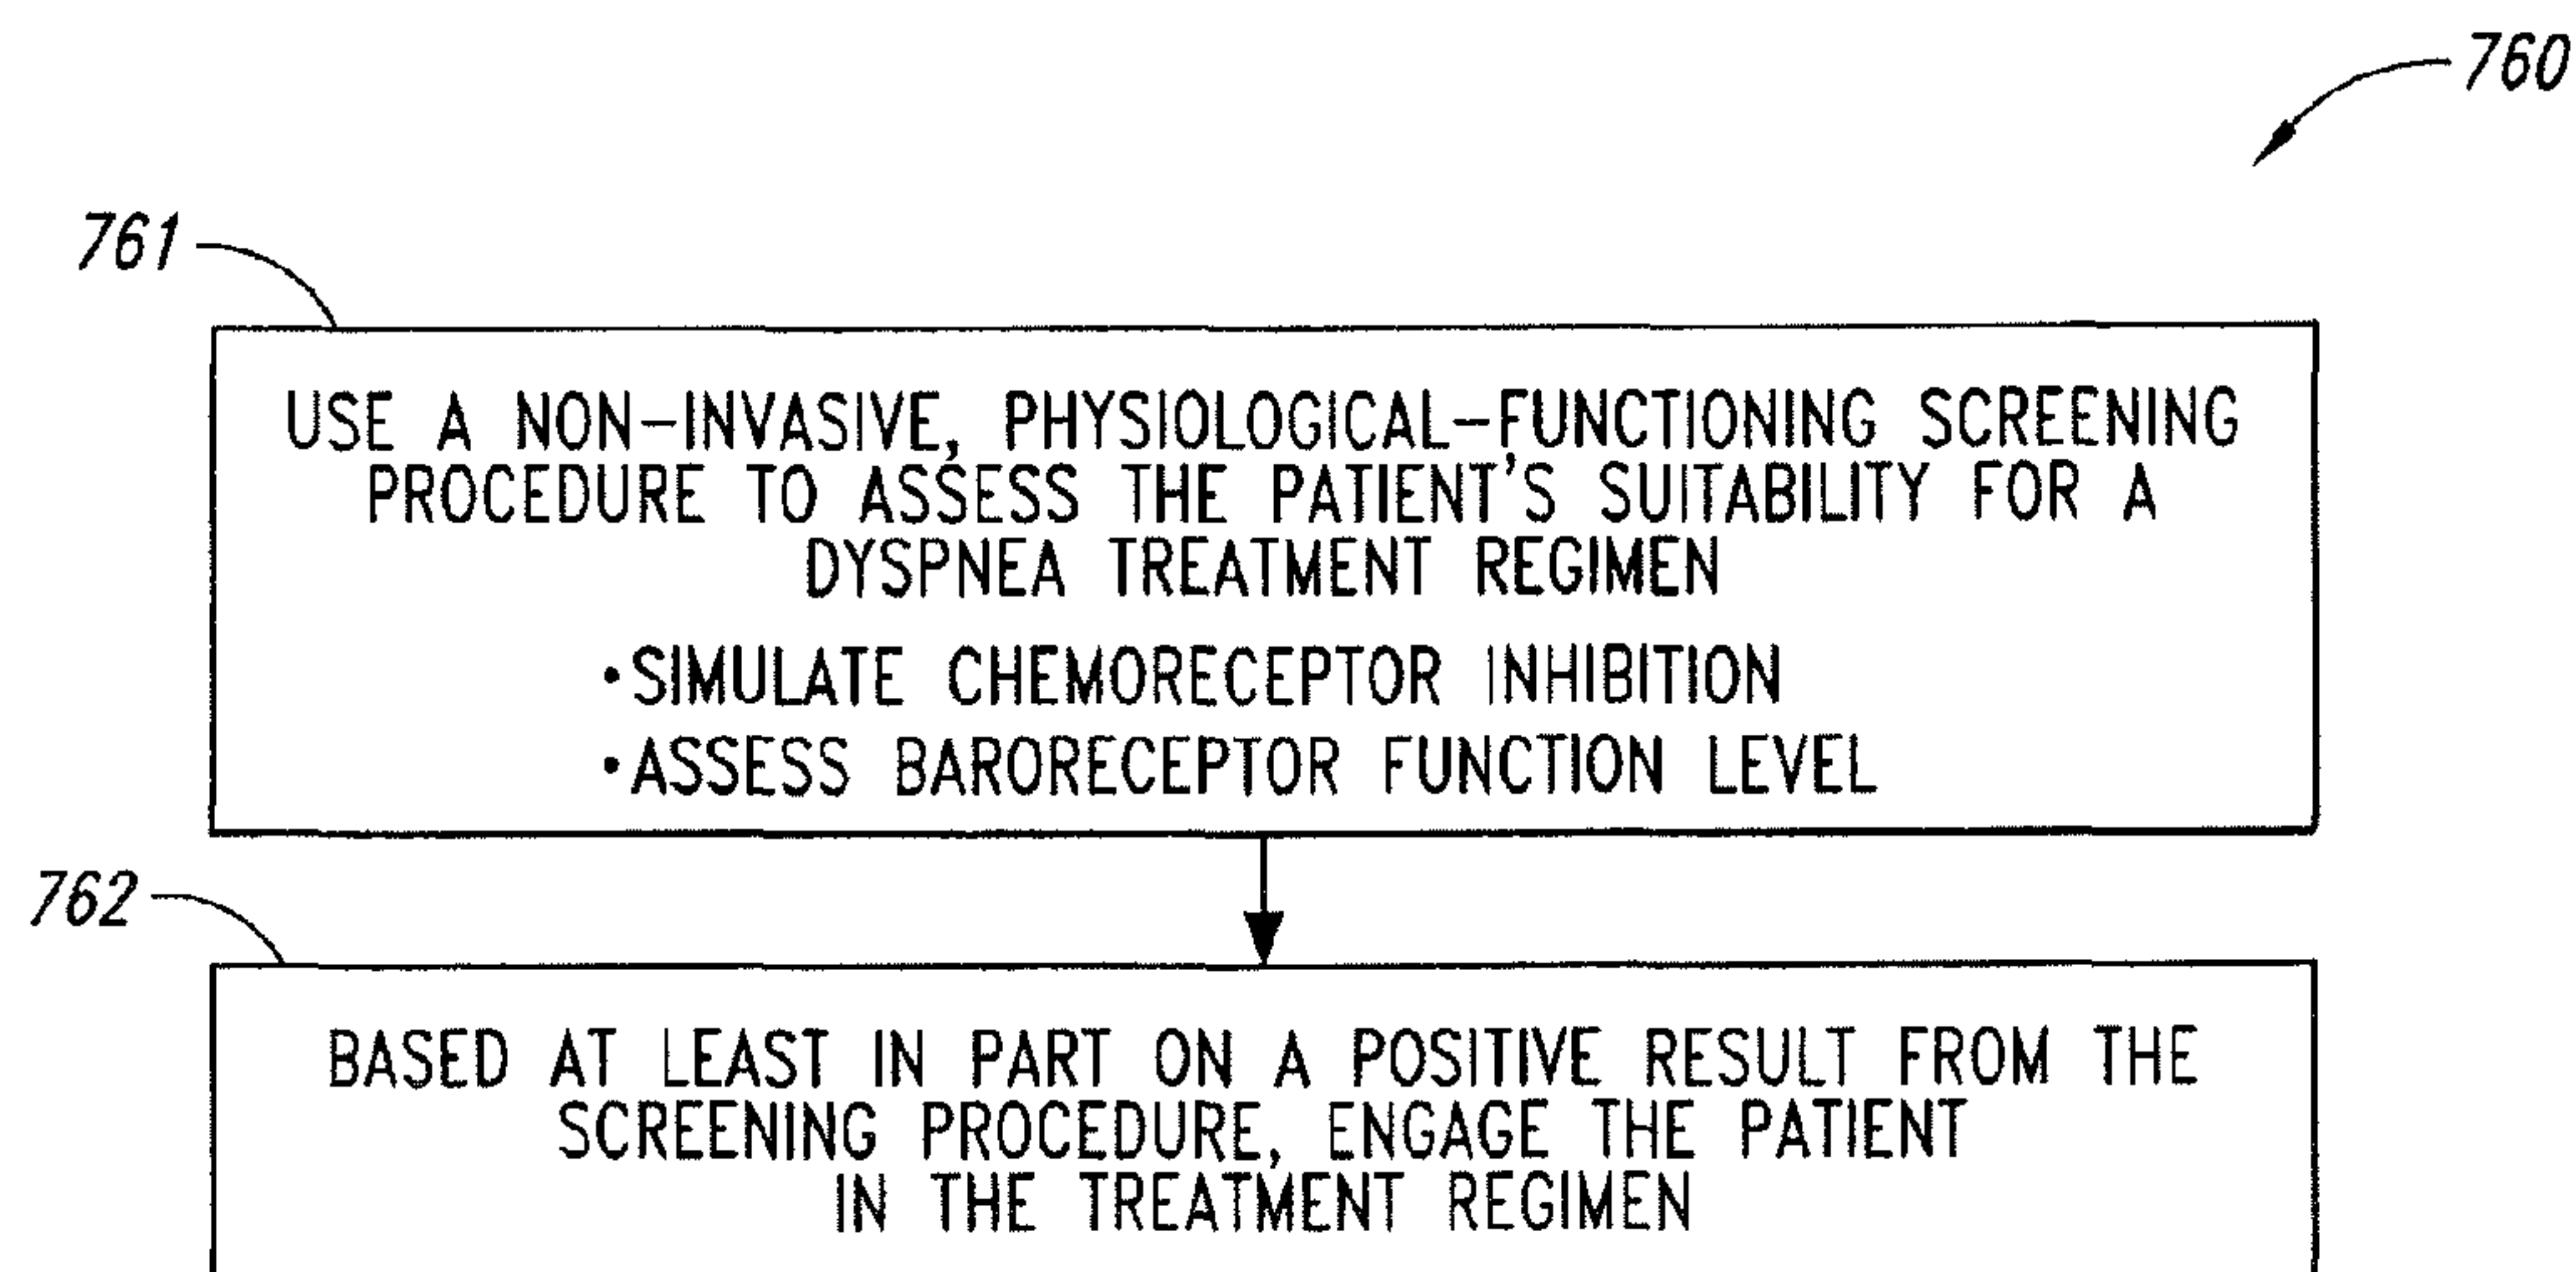 760
761
USE A NON-INVASIVE, PHYSIOLOGICAL-FUNCTIONING SCREENING
PROCEDURE TO ASSESS THE PATIENT'S SUITABILITY FOR A
DYSPNEA TREATMENT REGIMEN
•SIMULATE CHEMORECEPTOR INHIBITION
•ASSESS BARORECEPTOR FUNCTION LEVEL
762
BASED AT LEAST IN PART ON A POSITIVE RESULT FROM THE
SCREENING PROCEDURE, ENGAGE THE PATIENT
IN THE TREATMENT REGIMEN